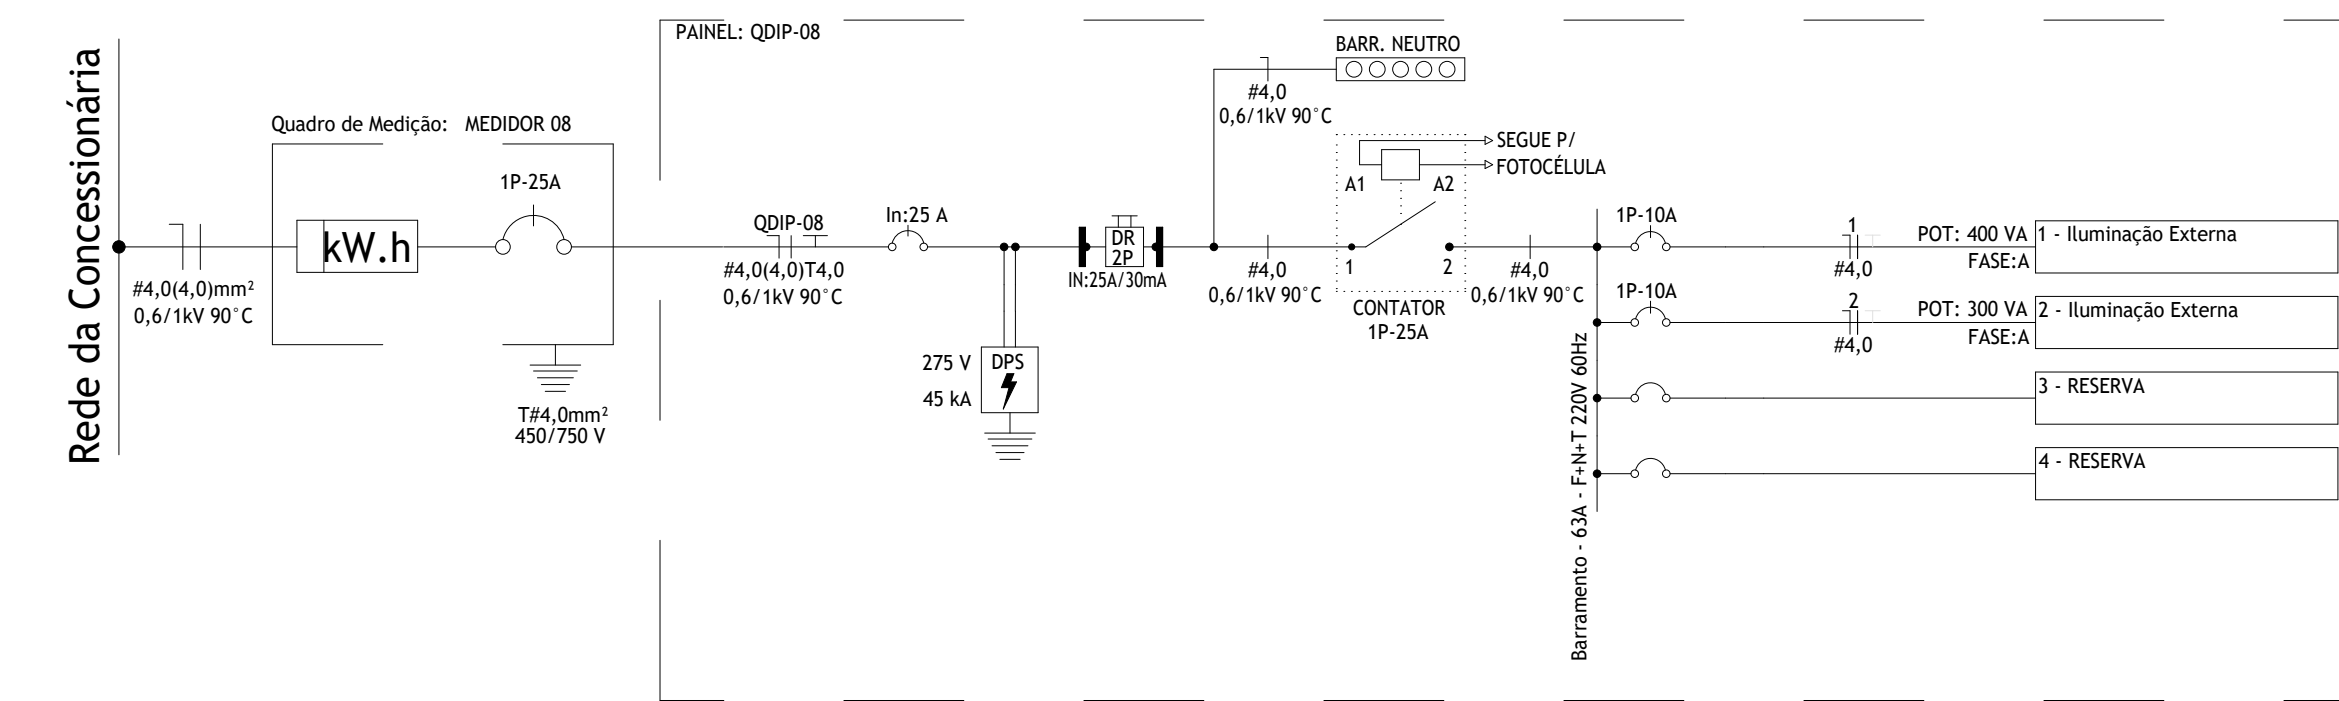 Rede da Concessionária
#4,0(4,0)mm²
0,6/1kV 90°C
Quadro de Medição: MEDIDOR 08
kW.h
1P-25A
T#4,0mm²
450/750 V
PAINEL: QDIP-08
QDIP-08
#4,0(4,0)T4,0
0,6/1kV 90°C
In:25 A
275 V
45 kA
DPS
DR
2P
IN:25A/30mA
BARR. NEUTRO
#4,0
0,6/1kV 90°C
#4,0
0,6/1kV 90°C
SEGUE P/
FOTOCÉLULA
A1 A2
1 2
CONTATOR
1P-25A
#4,0
0,6/1kV 90°C
Barramento - 63A - F+N+T 220V 60Hz
1P-10A
1
#4,0
POT: 400 VA
FASE:A
1 - Iluminação Externa
1P-10A
2
#4,0
POT: 300 VA
FASE:A
2 - Iluminação Externa
3 - RESERVA
4 - RESERVA